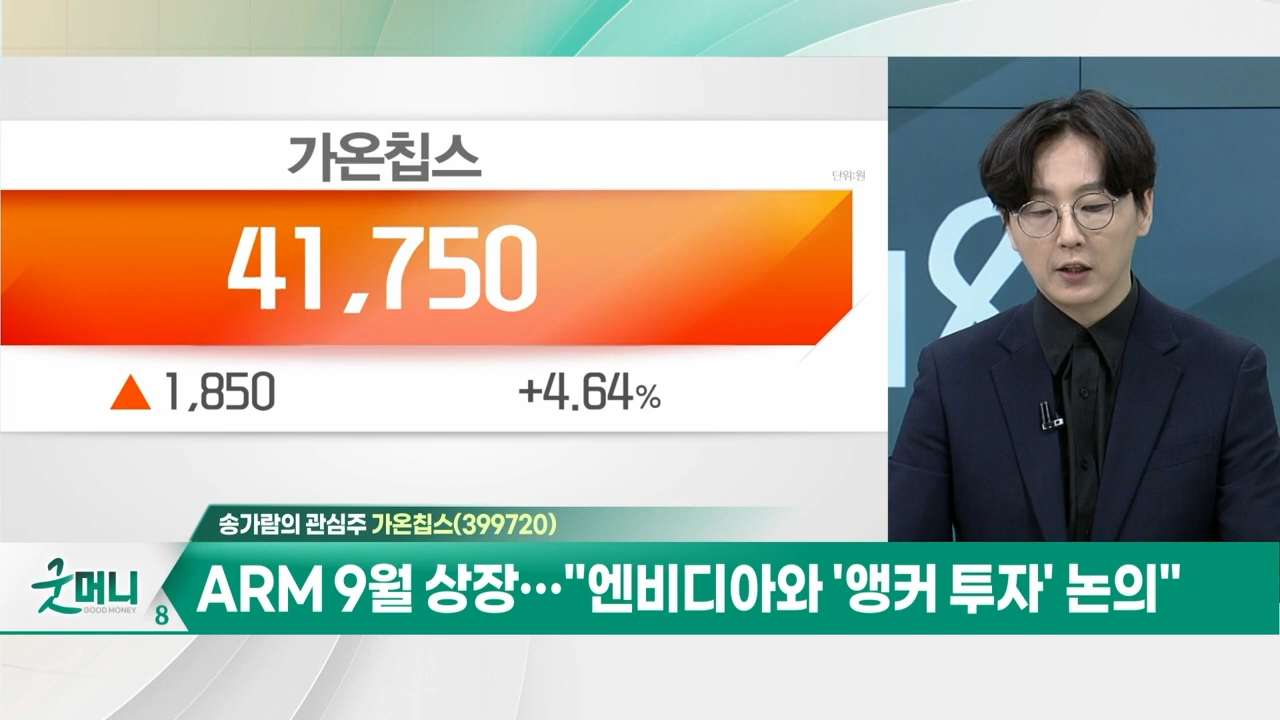 가온칩스
단위:원
41,750
▲ 1,850 +4.64%
송가람의 관심주 가온칩스(399720)
ARM 9월 상장…"엔비디아와 '앵커 투자' 논의"
굿머니
GOOD MONEY
8